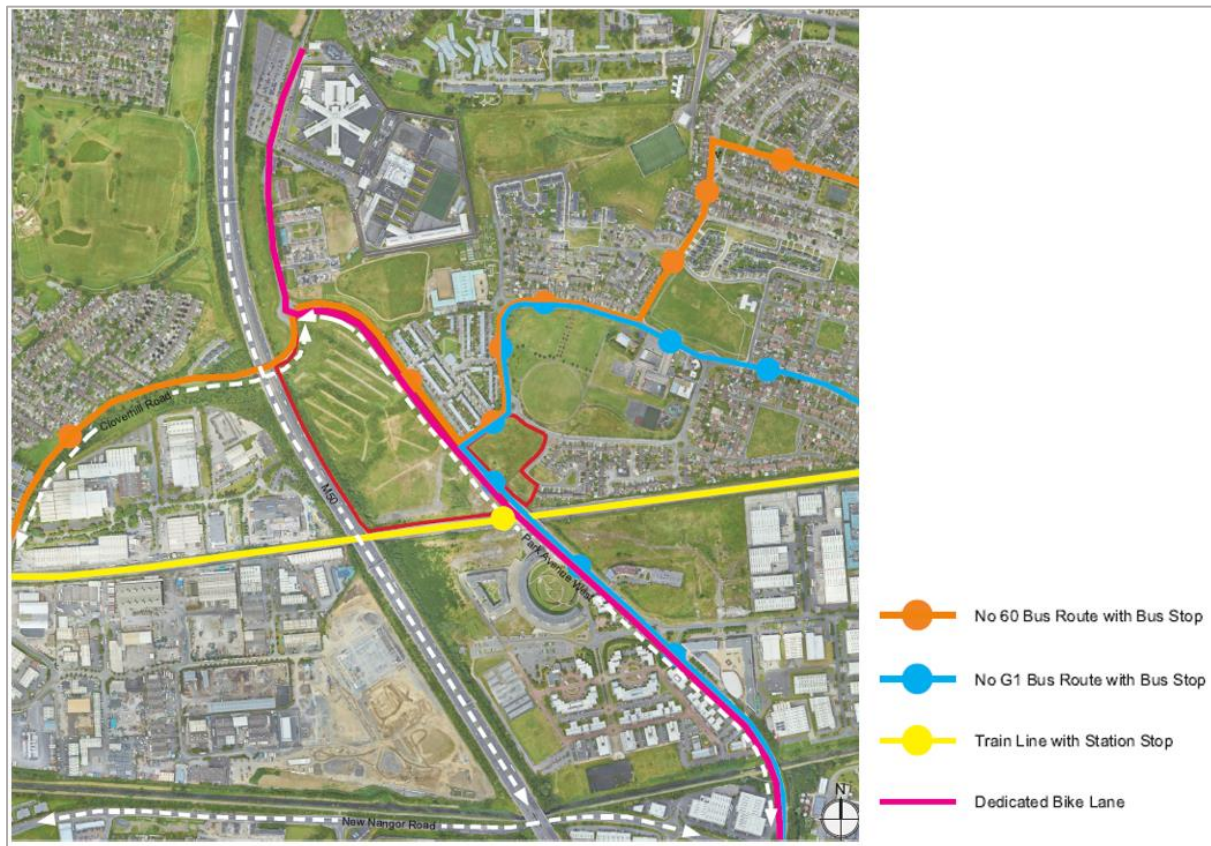 Cloverhill Road
M50
Park Avenue West
New Nangor Road
N
No 60 Bus Route with Bus Stop
No G1 Bus Route with Bus Stop
Train Line with Station Stop
Dedicated Bike Lane